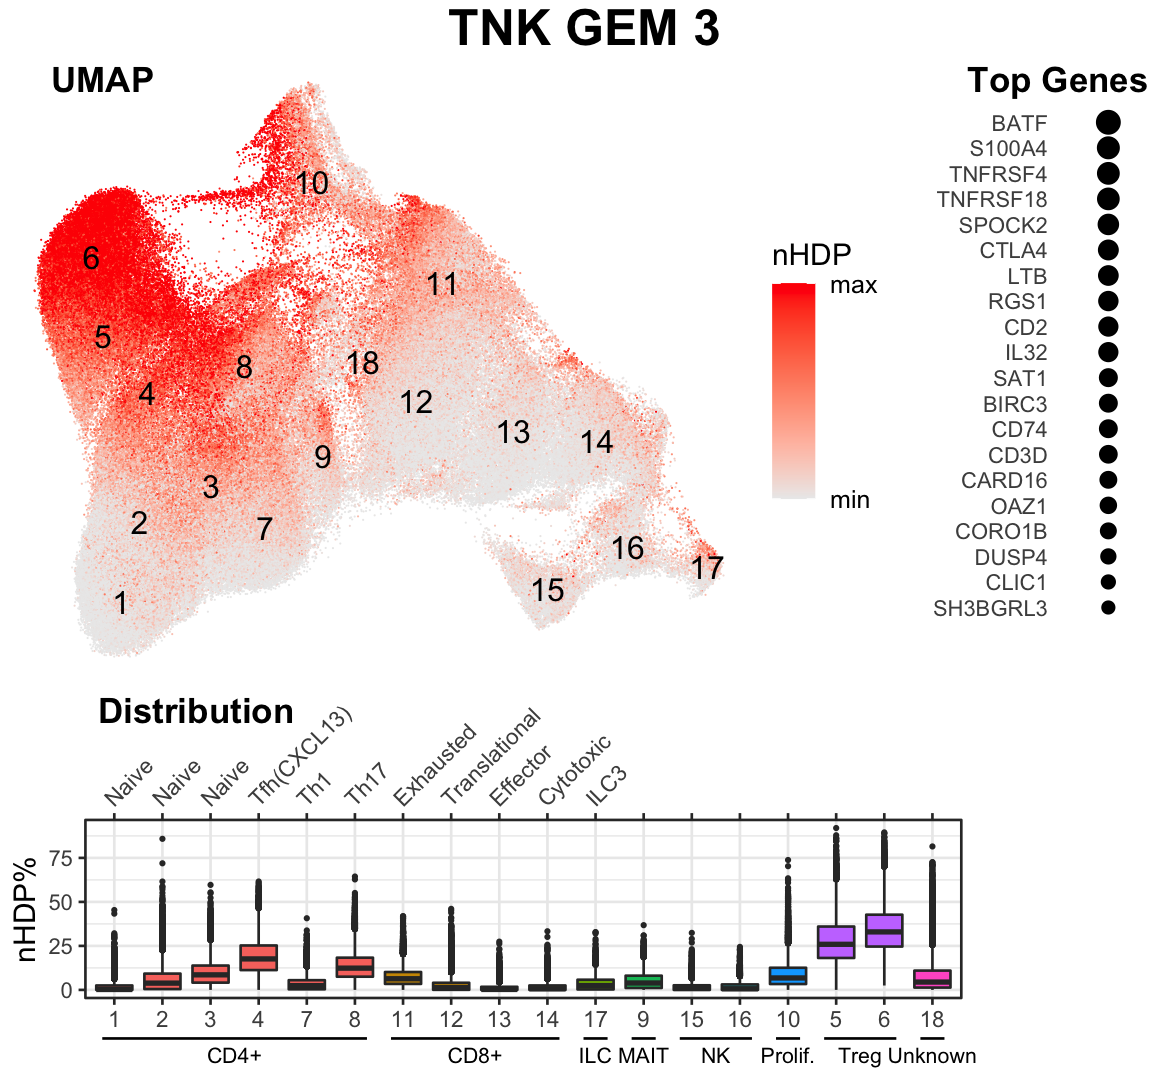 TNK GEM 3
UMAP
10
6
11
5
8
18
4
12
13
14
9
3
2
7
16
17
15
1
nHDP
max
min
Top Genes
BATF
S100A4
TNFRSF4
TNFRSF18
SPOCK2
CTLA4
LTB
RGS1
CD2
IL32
SAT1
BIRC3
CD74
CD3D
CARD16
OAZ1
CORO1B
DUSP4
CLIC1
SH3BGRL3
Distribution
Naive
Naive
Naive
Tfh(CXCL13)
Th1
Th17
Exhausted
Translational
Effector
Cytotoxic
ILC3
nHDP%
75
50
25
0
1 2 3 4 7 8 11 12 13 14 17 9 15 16 10 5 6 18
CD4+ CD8+ ILC MAIT NK Prolif. Treg Unknown